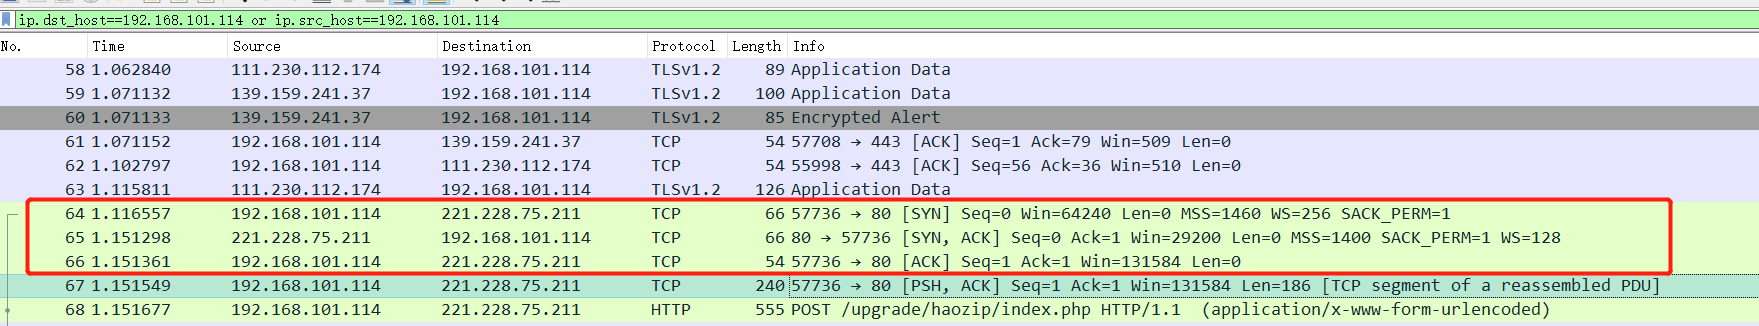 ip.dst_host==192.168.101.114 or ip.src_host==192.168.101.114
No. Time Source Destination Protocol Length Info
58 1.062840 111.230.112.174 192.168.101.114 TLSv1.2 89 Application Data
59 1.071132 139.159.241.37 192.168.101.114 TLSv1.2 100 Application Data
60 1.071133 139.159.241.37 192.168.101.114 TLSv1.2 85 Encrypted Alert
61 1.071152 192.168.101.114 139.159.241.37 TCP 54 57708 → 443 [ACK] Seq=1 Ack=79 Win=509 Len=0
62 1.102797 192.168.101.114 111.230.112.174 TCP 54 55998 → 443 [ACK] Seq=56 Ack=36 Win=510 Len=0
63 1.115811 111.230.112.174 192.168.101.114 TLSv1.2 126 Application Data
64 1.116557 192.168.101.114 221.228.75.211 TCP 66 57736 → 80 [SYN] Seq=0 Win=64240 Len=0 MSS=1460 WS=256 SACK_PERM=1
65 1.151298 221.228.75.211 192.168.101.114 TCP 66 80 → 57736 [SYN, ACK] Seq=0 Ack=1 Win=29200 Len=0 MSS=1400 SACK_PERM=1 WS=128
66 1.151361 192.168.101.114 221.228.75.211 TCP 54 57736 → 80 [ACK] Seq=1 Ack=1 Win=131584 Len=0
67 1.151549 192.168.101.114 221.228.75.211 TCP 240 57736 → 80 [PSH, ACK] Seq=1 Ack=1 Win=131584 Len=186 [TCP segment of a reassembled PDU]
68 1.151677 192.168.101.114 221.228.75.211 HTTP 555 POST /upgrade/haozip/index.php HTTP/1.1  (application/x-www-form-urlencoded)